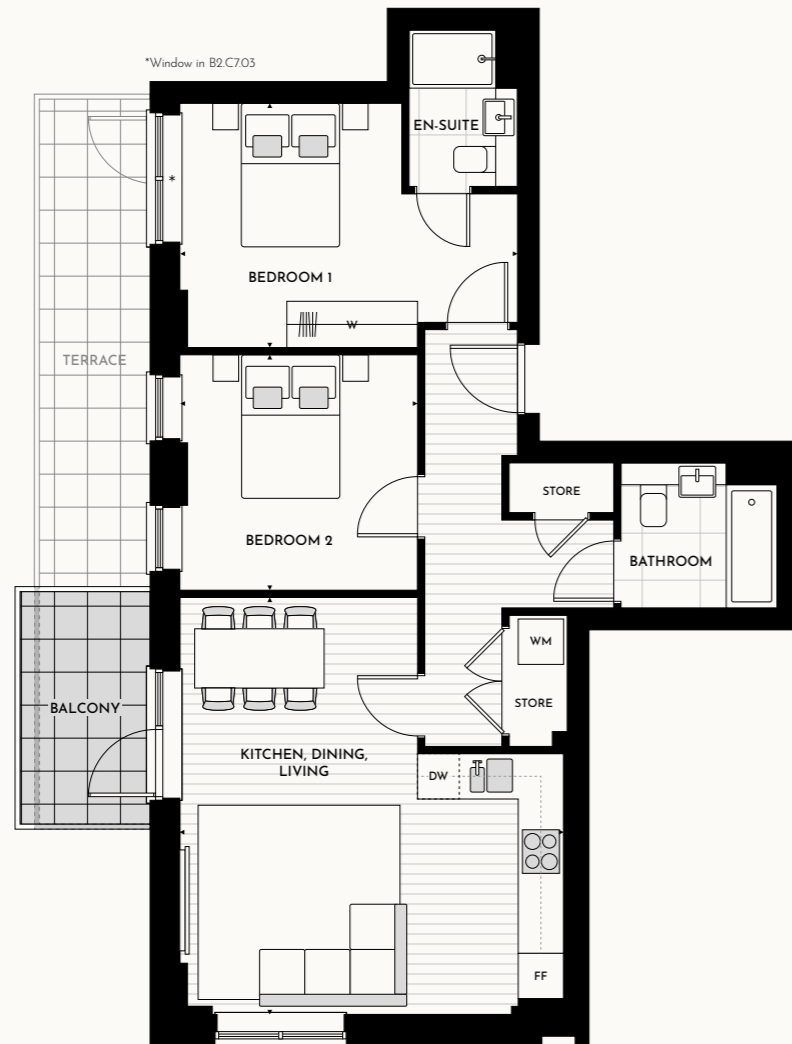 *Window in B2.C7.03
EN-SUITE
*
BEDROOM 1
W
TERRACE
STORE
BEDROOM 2
BATHROOM
WM
STORE
BALCONY
KITCHEN, DINING,
LIVING
DW
FF